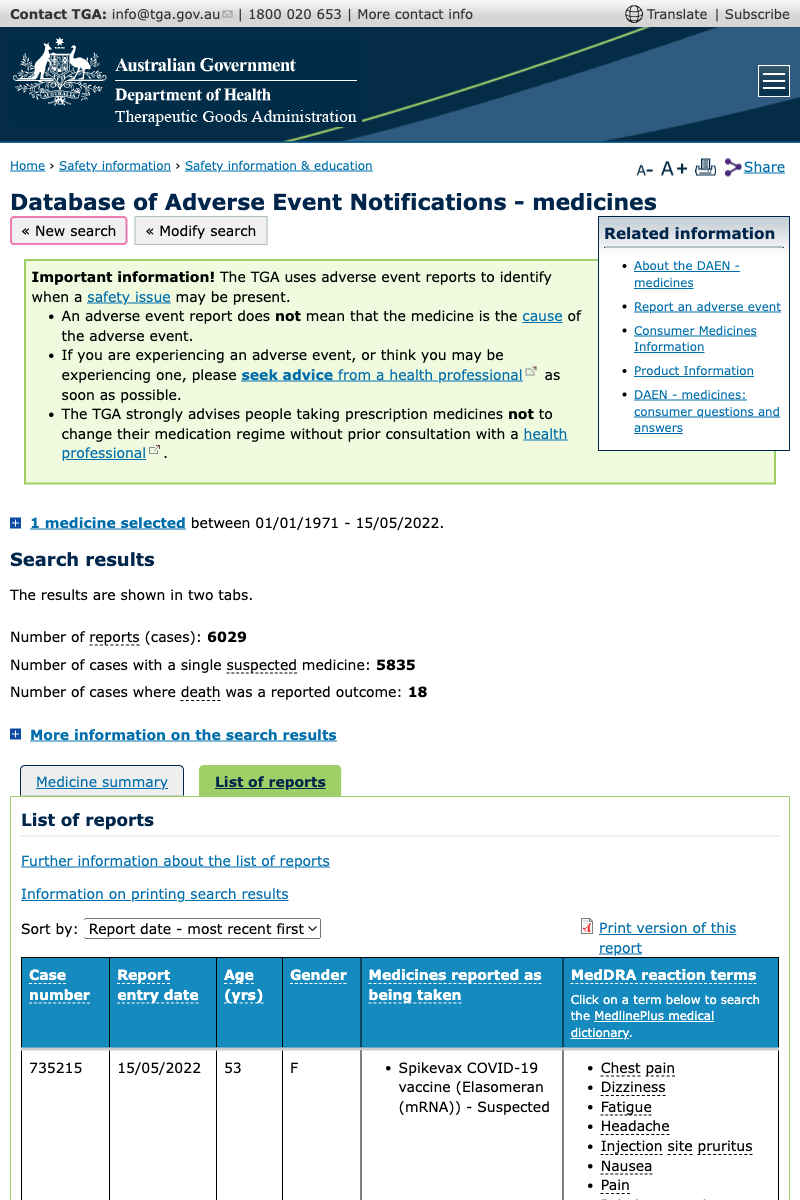 Contact TGA: info@tga.gov.au | 1800 020 653 | More contact info
Translate | Subscribe
Australian Government
Department of Health
Therapeutic Goods Administration
Home › Safety information › Safety information & education
A- A+ Share
Database of Adverse Event Notifications - medicines
« New search « Modify search
Important information! The TGA uses adverse event reports to identify
when a safety issue may be present.
• An adverse event report does not mean that the medicine is the cause of
the adverse event.
• If you are experiencing an adverse event, or think you may be
experiencing one, please seek advice from a health professional as
soon as possible.
• The TGA strongly advises people taking prescription medicines not to
change their medication regime without prior consultation with a health
professional.
Related information
• About the DAEN -
medicines
• Report an adverse event
• Consumer Medicines
Information
• Product Information
• DAEN - medicines:
consumer questions and
answers
1 medicine selected between 01/01/1971 - 15/05/2022.
Search results
The results are shown in two tabs.
Number of reports (cases): 6029
Number of cases with a single suspected medicine: 5835
Number of cases where death was a reported outcome: 18
More information on the search results
Medicine summary List of reports
List of reports
Further information about the list of reports
Information on printing search results
Sort by: Report date - most recent first
Print version of this
report
Case
number
Report
entry date
Age
(yrs)
Gender
Medicines reported as
being taken
MedDRA reaction terms
Click on a term below to search
the MedlinePlus medical
dictionary.
735215
15/05/2022
53
F
• Spikevax COVID-19
vaccine (Elasomeran
(mRNA)) - Suspected
• Chest pain
• Dizziness
• Fatigue
• Headache
• Injection site pruritus
• Nausea
• Pain